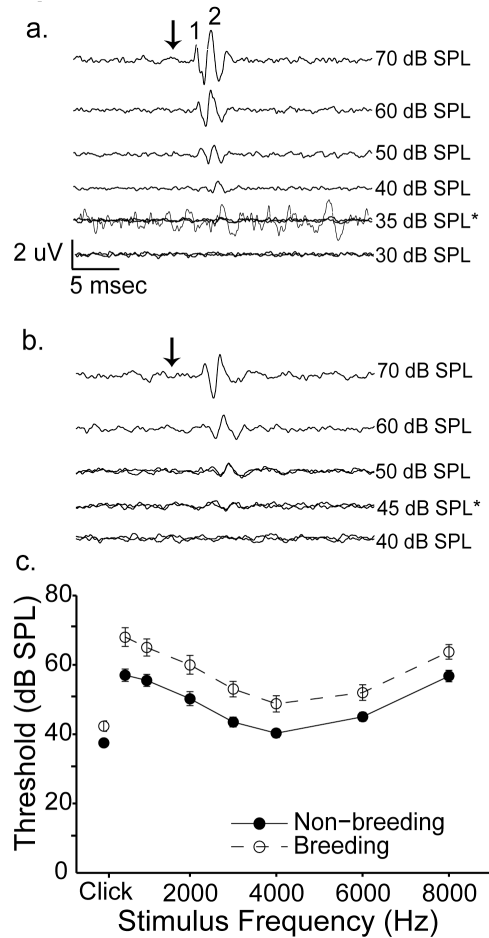 a.
1 2
70 dB SPL
60 dB SPL
50 dB SPL
40 dB SPL
35 dB SPL*
30 dB SPL
2 uV
5 msec
b.
70 dB SPL
60 dB SPL
50 dB SPL
45 dB SPL*
40 dB SPL
c.
Threshold (dB SPL)
80
60
40
20
0
Non−breeding
Breeding
Click 2000 4000 6000 8000
Stimulus Frequency (Hz)